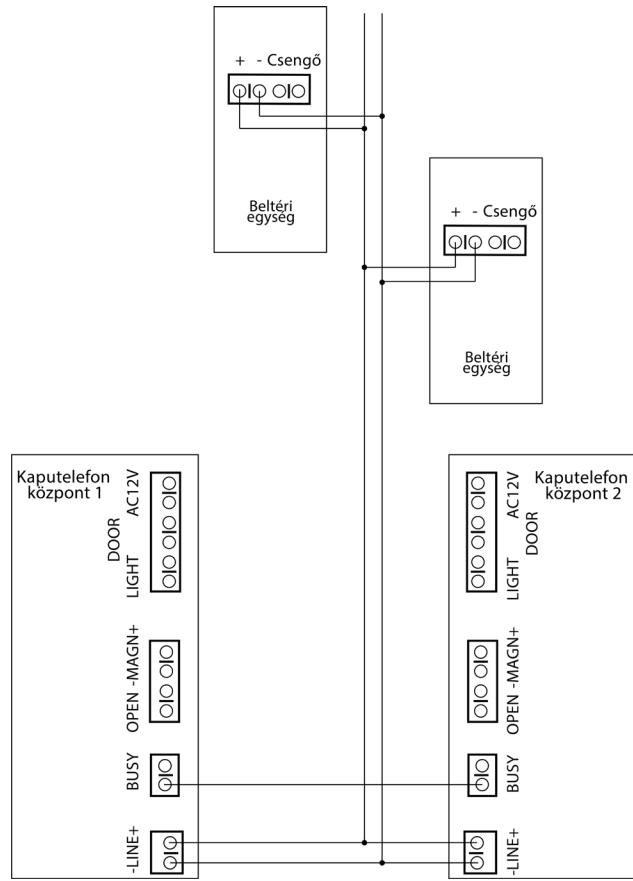 + - Csengő
Beltéri
egység
+ - Csengő
Beltéri
egység
Kaputelefon
központ 1
AC12V
DOOR
LIGHT
OPEN -MAGN+
BUSY
-LINE+
Kaputelefon
központ 2
AC12V
DOOR
LIGHT
OPEN -MAGN+
BUSY
-LINE+